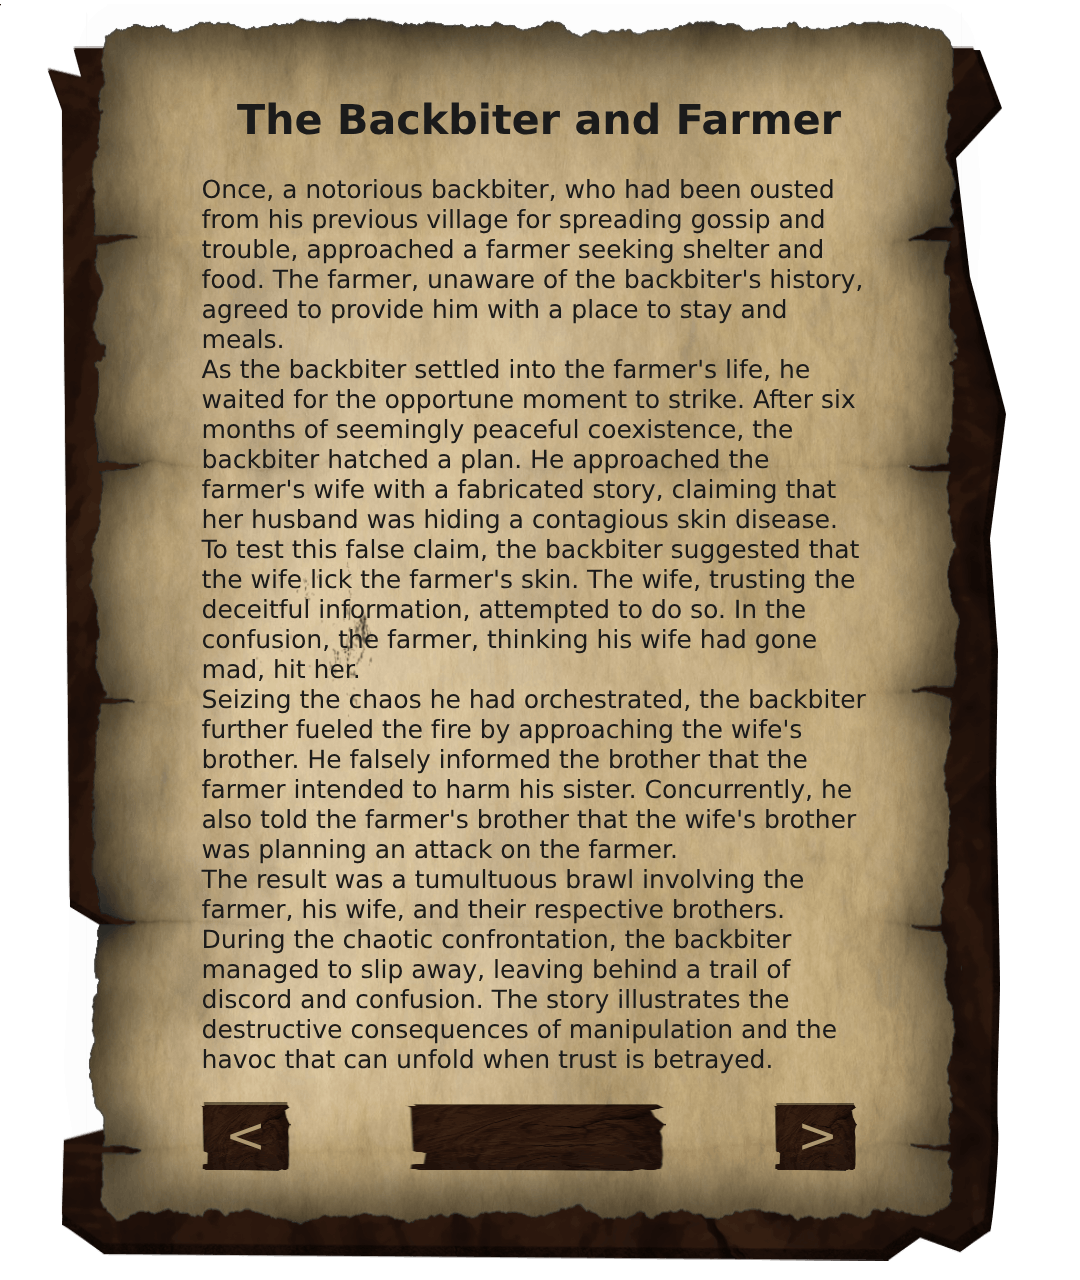 The Backbiter and Farmer
Once, a notorious backbiter, who had been ousted
from his previous village for spreading gossip and
trouble, approached a farmer seeking shelter and
food. The farmer, unaware of the backbiter's history,
agreed to provide him with a place to stay and
meals.
As the backbiter settled into the farmer's life, he
waited for the opportune moment to strike. After six
months of seemingly peaceful coexistence, the
backbiter hatched a plan. He approached the
farmer's wife with a fabricated story, claiming that
her husband was hiding a contagious skin disease.
To test this false claim, the backbiter suggested that
the wife lick the farmer's skin. The wife, trusting the
deceitful information, attempted to do so. In the
confusion, the farmer, thinking his wife had gone
mad, hit her.
Seizing the chaos he had orchestrated, the backbiter
further fueled the fire by approaching the wife's
brother. He falsely informed the brother that the
farmer intended to harm his sister. Concurrently, he
also told the farmer's brother that the wife's brother
was planning an attack on the farmer.
The result was a tumultuous brawl involving the
farmer, his wife, and their respective brothers.
During the chaotic confrontation, the backbiter
managed to slip away, leaving behind a trail of
discord and confusion. The story illustrates the
destructive consequences of manipulation and the
havoc that can unfold when trust is betrayed.
< >